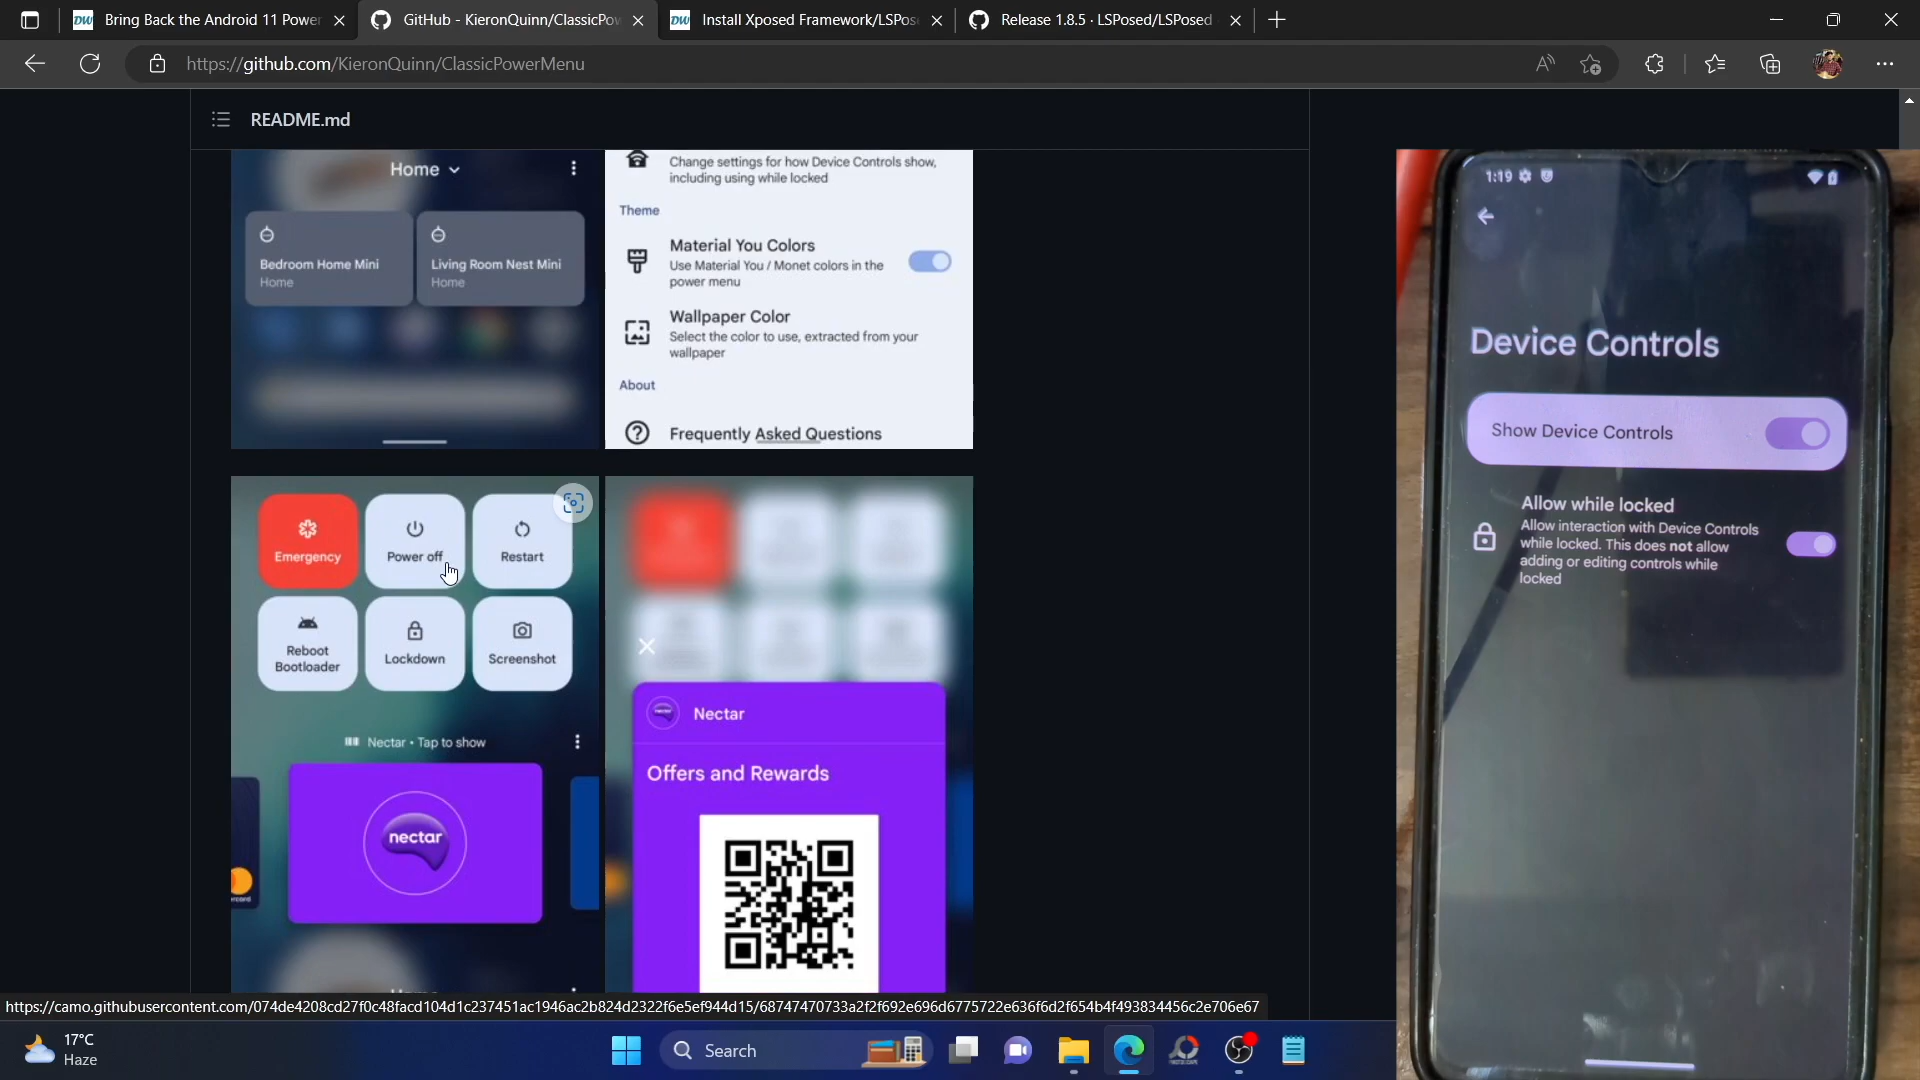 Bring Back the Android 11 Power
GitHub - KieronQuinn/ClassicPow
Install Xposed Framework/LSPos
Release 1.8.5 · LSPosed/LSPosed
https://github.com/KieronQuinn/ClassicPowerMenu
README.md
Home
Bedroom Home Mini
Home
Living Room Nest Mini
Home
Change settings for how Device Controls show,
including using while locked
Theme
Material You Colors
Use Material You / Monet colors in the
power menu
Wallpaper Color
Select the color to use, extracted from your
wallpaper
About
Frequently Asked Questions
Emergency
Power off
Restart
Reboot
Bootloader
Lockdown
Screenshot
Nectar • Tap to show
nectar
Nectar
Offers and Rewards
1:19
Device Controls
Show Device Controls
Allow while locked
Allow interaction with Device Controls
while locked. This does not allow
adding or editing controls while
locked
https://camo.githubusercontent.com/074de4208cd27f0c48facd104d1c237451ac1946ac2b824d2322f6e5ef944d15/68747470733a2f2f692e696d6775722e636f6d2f654b4f493834456c2e706e67
17°C
Haze
Search